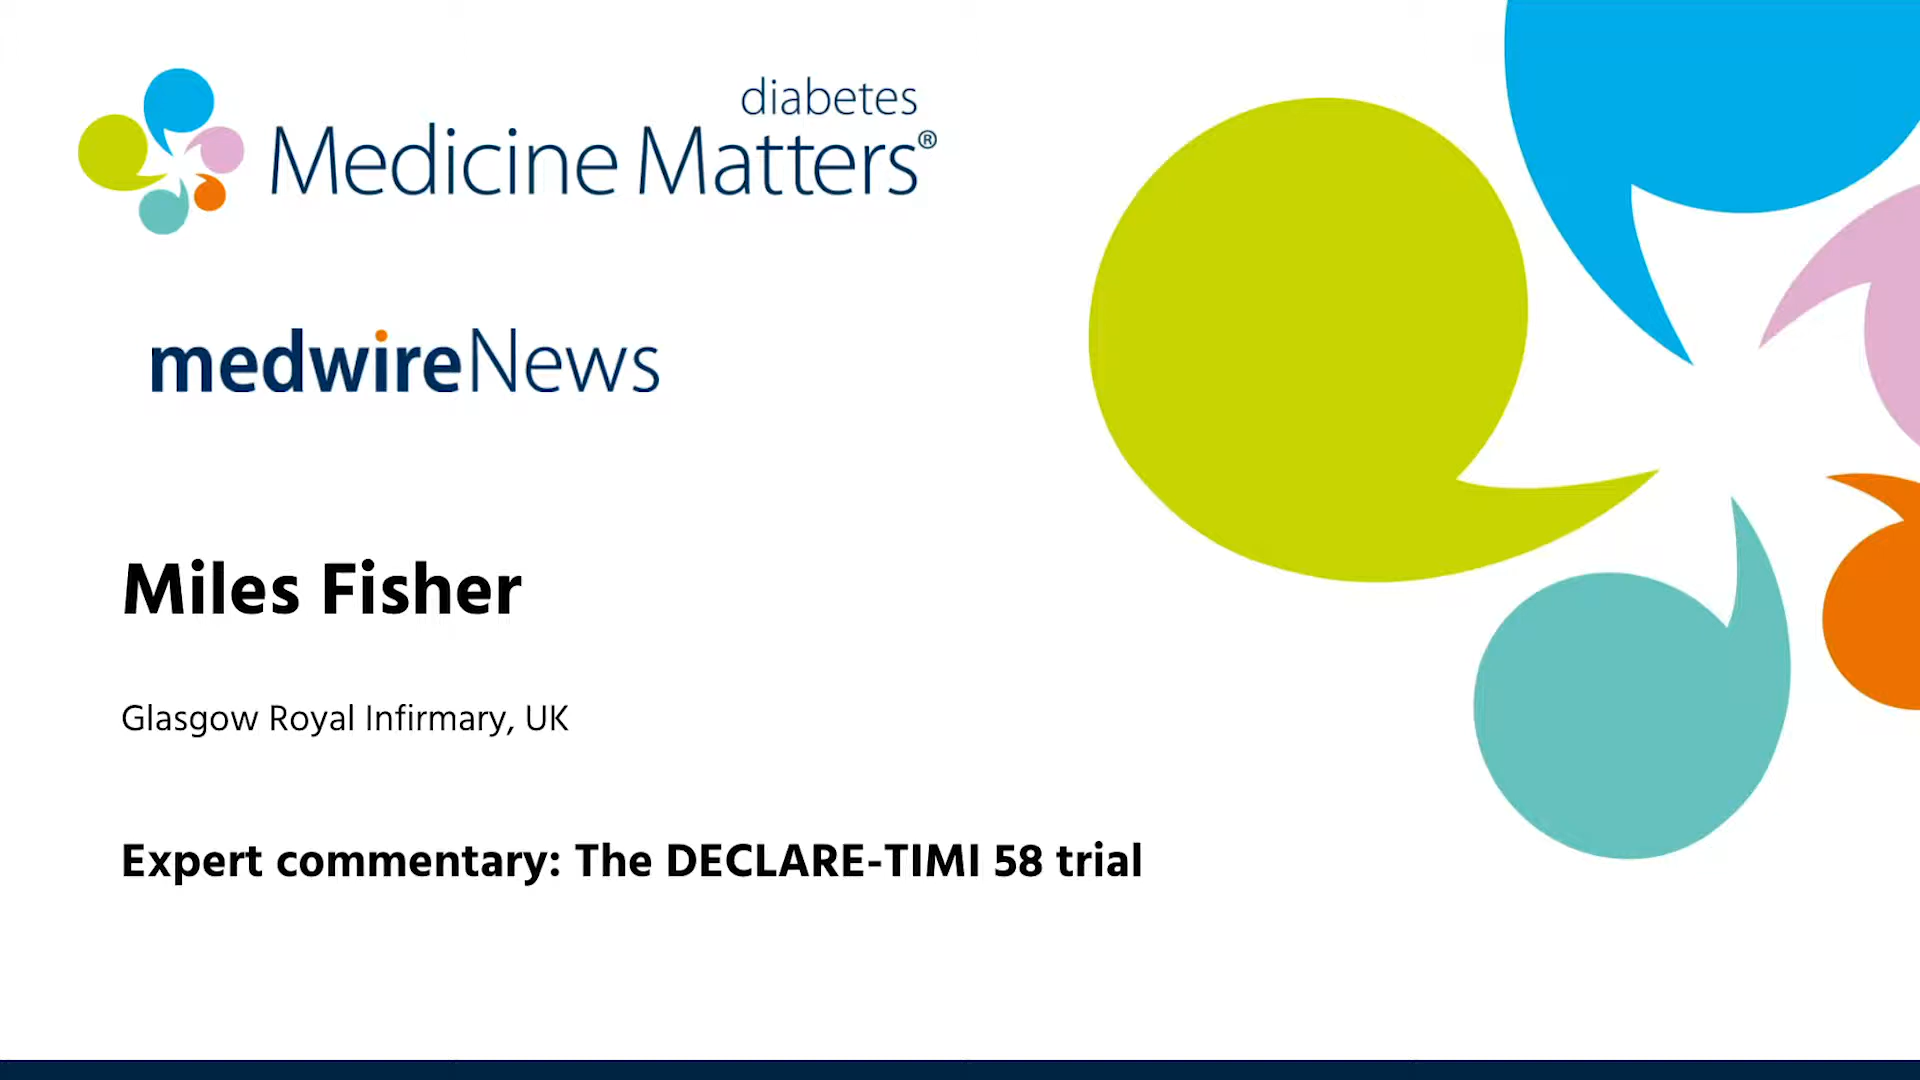 diabetes
Medicine Matters®
medwireNews
Miles Fisher
Glasgow Royal Infirmary, UK
Expert commentary: The DECLARE-TIMI 58 trial